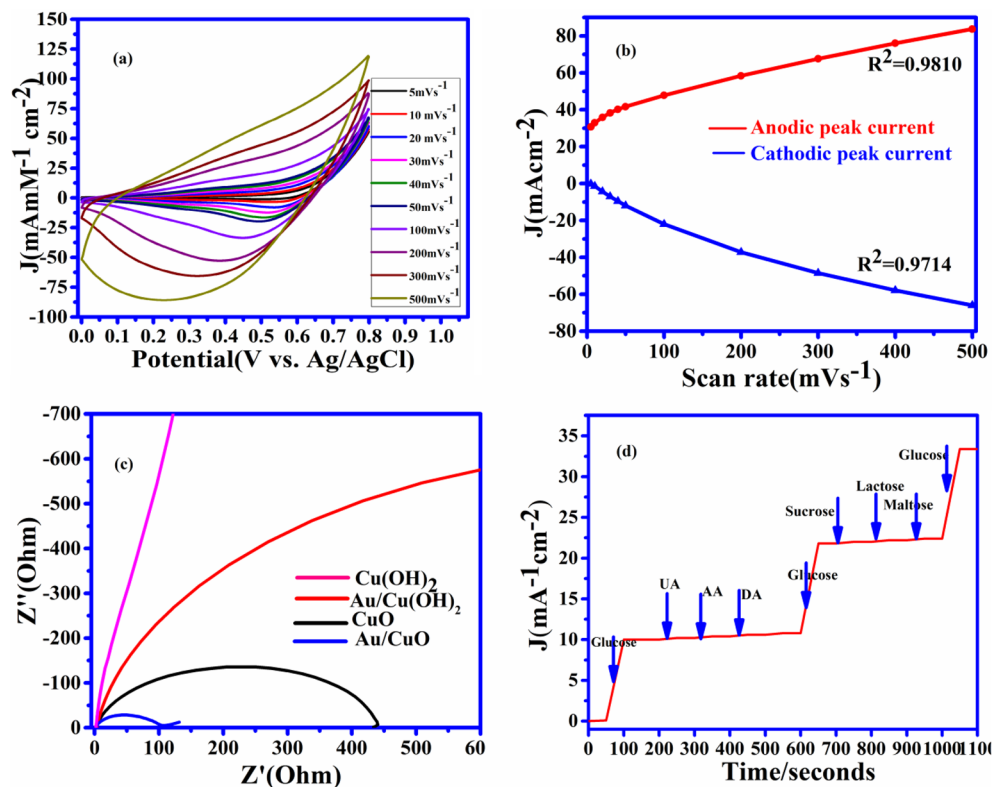 (a)
J(mAmM⁻¹ cm⁻²)
150
125
100
75
50
25
0
-25
-50
-75
-100
5mVs⁻¹
10 mVs⁻¹
20 mVs⁻¹
30mVs⁻¹
40mVs⁻¹
50mVs⁻¹
100mVs⁻¹
200mVs⁻¹
300mVs⁻¹
500mVs⁻¹
0.0 0.1 0.2 0.3 0.4 0.5 0.6 0.7 0.8 0.9 1.0
Potential(V vs. Ag/AgCl)
(b)
J(mAcm⁻²)
80
60
40
20
0
-20
-40
-60
-80
R²=0.9810
Anodic peak current
Cathodic peak current
R²=0.9714
0 100 200 300 400 500
Scan rate(mVs⁻¹)
(c)
Z''(Ohm)
-700
-600
-500
-400
-300
-200
-100
0
Cu(OH)₂
Au/Cu(OH)₂
CuO
Au/CuO
0 100 200 300 400 500 60
Z'(Ohm)
(d)
J(mA⁻¹cm⁻²)
35
30
25
20
15
10
5
0
Glucose
UA
AA
DA
Glucose
Sucrose
Lactose
Maltose
Glucose
0 100 200 300 400 500 600 700 800 900 1000 110
Time/seconds